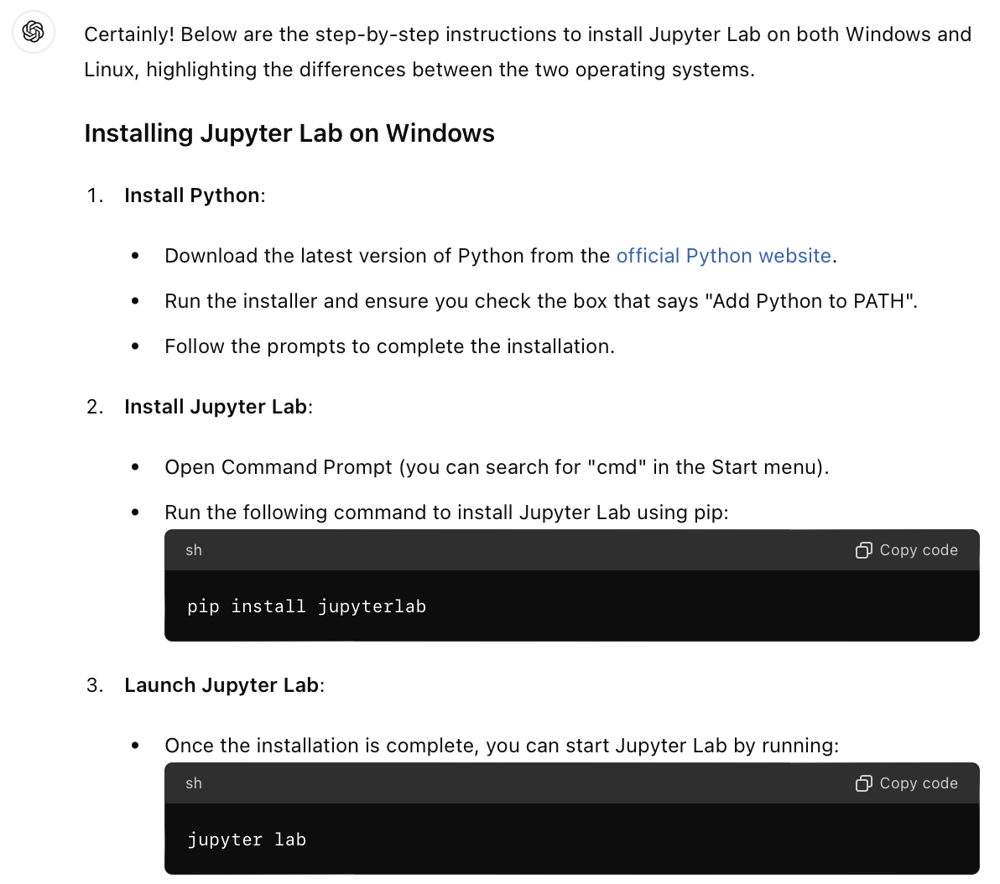 Certainly! Below are the step-by-step instructions to install Jupyter Lab on both Windows and
Linux, highlighting the differences between the two operating systems.
Installing Jupyter Lab on Windows
1. Install Python:
• Download the latest version of Python from the official Python website.
• Run the installer and ensure you check the box that says "Add Python to PATH".
• Follow the prompts to complete the installation.
2. Install Jupyter Lab:
• Open Command Prompt (you can search for "cmd" in the Start menu).
• Run the following command to install Jupyter Lab using pip:
sh Copy code
pip install jupyterlab
3. Launch Jupyter Lab:
• Once the installation is complete, you can start Jupyter Lab by running:
sh Copy code
jupyter lab